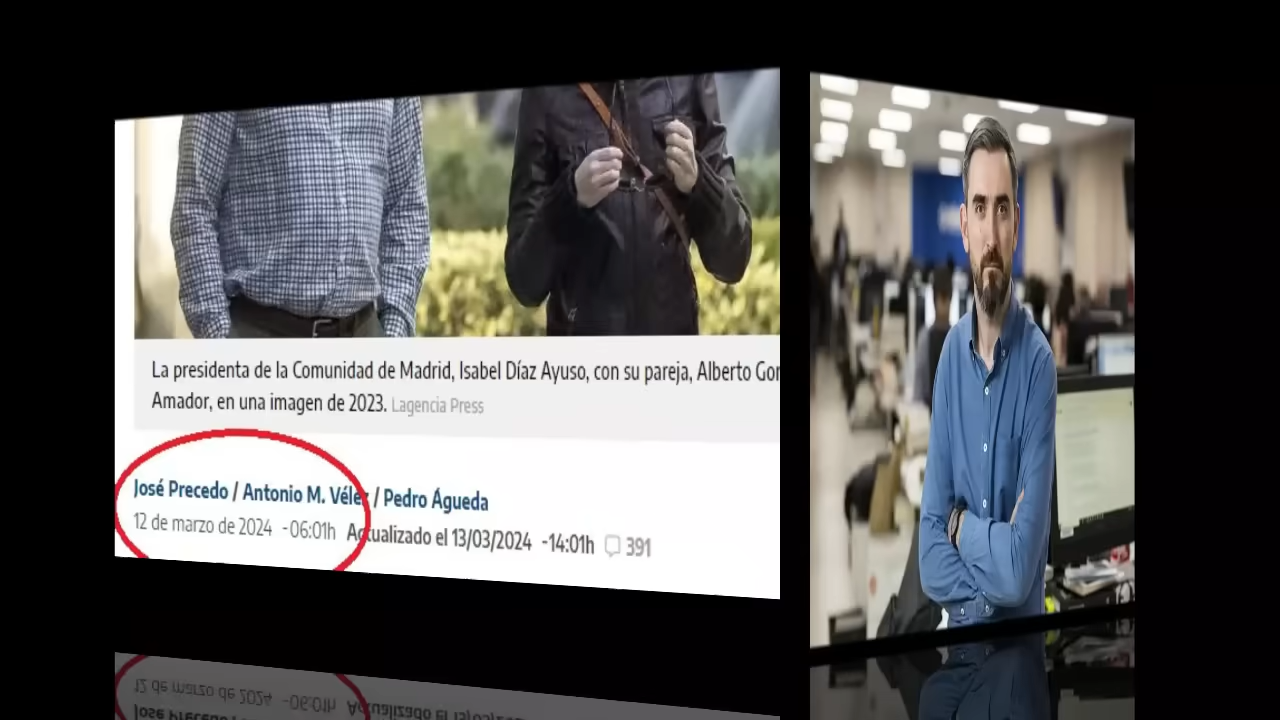 La presidenta de la Comunidad de Madrid, Isabel Díaz Ayuso, con su pareja, Alberto
Amador, en una imagen de 2023. Lagencia Press
José Precedo / Antonio M. Vélez / Pedro Águeda
12 de marzo de 2024 -06:01h Actualizado el 13/03/2024 -14:01h 391